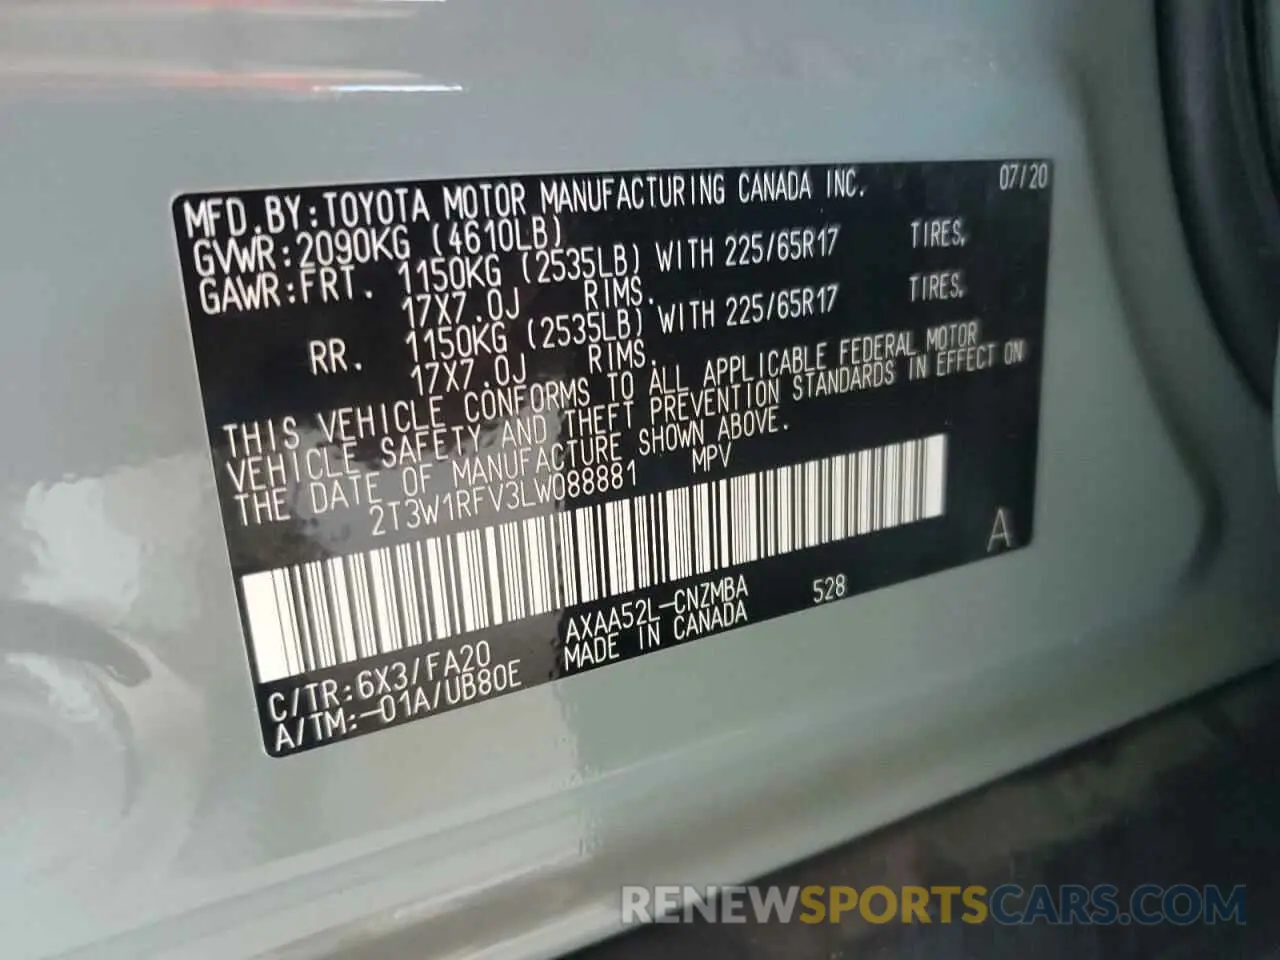 MFD.BY:TOYOTA MOTOR MANUFACTURING CANADA INC. 07/20
GVWR:2090KG (4610LB)
GAWR:FRT. 1150KG (2535LB) WITH 225/65R17 TIRES,
17X7.0J RIMS.
RR. 1150KG (2535LB) WITH 225/65R17 TIRES,
17X7.0J RIMS.
THIS VEHICLE CONFORMS TO ALL APPLICABLE FEDERAL MOTOR
VEHICLE SAFETY AND THEFT PREVENTION STANDARDS IN EFFECT ON
THE DATE OF MANUFACTURE SHOWN ABOVE.
2T3W1RFV3LW088881 MPV
A
C/TR:6X3/FA20 AXAA52L-CNZMBA 528
A/TM:-01A/UB80E MADE IN CANADA
RENEWSPORTSCARS.COM